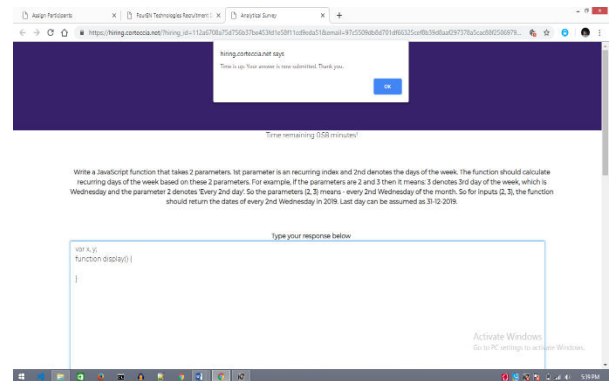 Assign Participants
FourEN Technologies Recruitment
Analytical Survey
hiring.corteccia.net says
Time is up. Your answer is now submitted. Thank you.
OK
Time remaining 0:58 minutes!
Write a JavaScript function that takes 2 parameters. 1st parameter is an recurring index and 2nd denotes the days of the week. The function should calculate
recurring days of the week based on these 2 parameters. For example, if the parameters are 2 and 3 then it means: 3 denotes 3rd day of the week, which is
Wednesday and the parameter 2 denotes 'Every 2nd day'. So the parameters (2, 3) means - every 2nd Wednesday of the month. So for inputs (2, 3), the function
should return the dates of every 2nd Wednesday in 2019. Last day can be assumed as 31-12-2019.
Type your response below
var x, y;
function display() {
}
Activate Windows
Go to PC settings to activate Windows.
5:34 PM